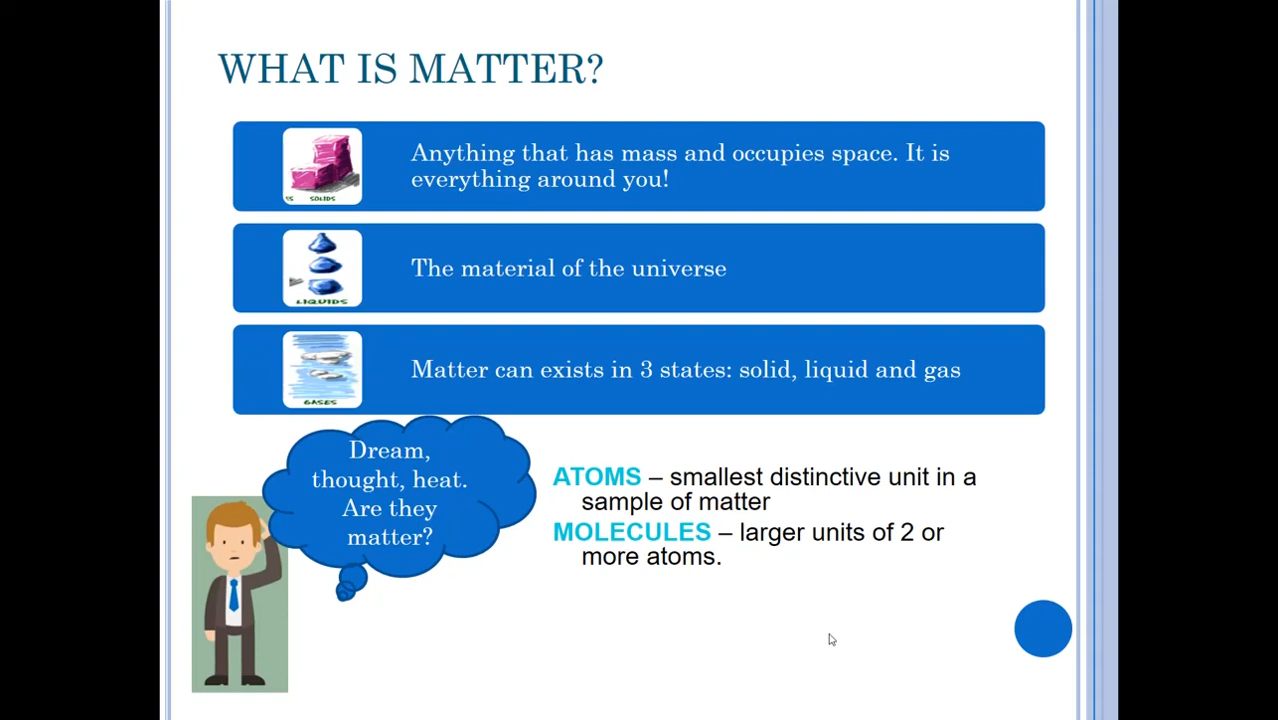 WHAT IS MATTER?
SOLIDS
Anything that has mass and occupies space. It is
everything around you!
LIQUIDS
The material of the universe
GASES
Matter can exists in 3 states: solid, liquid and gas
Dream,
thought, heat.
Are they
matter?
ATOMS – smallest distinctive unit in a
sample of matter
MOLECULES – larger units of 2 or
more atoms.